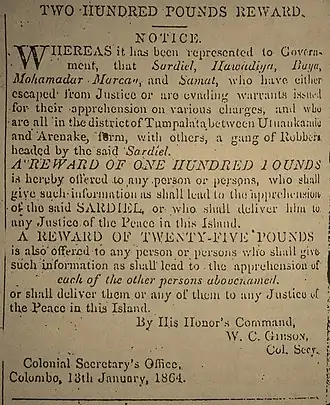 TWO HUNDRED POUNDS REWARD.
NOTICE.
WHEREAS it has been represented to Govern-
ment, that Sardiel, Hawadiya, Baya,
Mohamadar Marcan, and Samat, who have either
escaped from Justice or are evading warrants issued
for their apprehension on various charges, and who
are all in the district of Tumpalata, between Utuankande
and Arenake, form, with others, a gang of Robbers
headed by the said Sardiel.
A REWARD OF ONE HUNDRED POUNDS
is hereby offered to any person or persons, who shall
give such information as shall lead to the apprehension
of the said SARDIEL, or who shall deliver him to
any Justice of the Peace in this Island.
A REWARD OF TWENTY-FIVE POUNDS
is also offered to any person or persons who shall give
such information as shall lead to the apprehension of
each of the other persons abovenamed.
or shall deliver them or any of them to any Justice of
the Peace in this Island.
By His Honor's Command,
W. C. GIBSON,
Col. Secy.
Colonial Secretary's Office,
Colombo, 13th January, 1864.